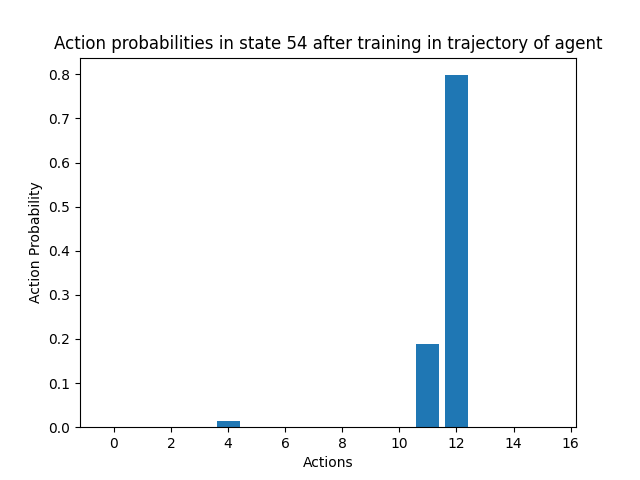 Action probabilities in state 54 after training in trajectory of agent
0.8
0.7
0.6
0.5
0.4
0.3
0.2
0.1
0.0
Action Probability
0 2 4 6 8 10 12 14 16
Actions